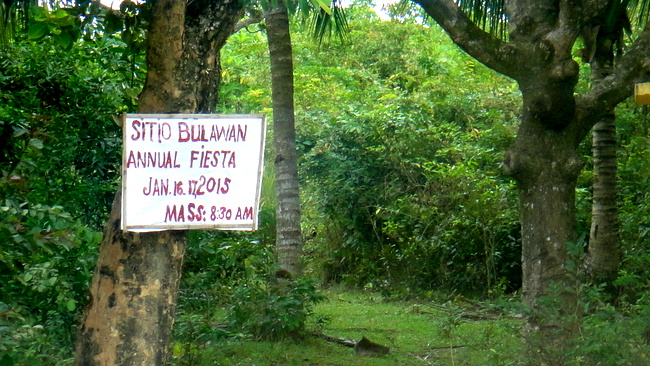 SITIO BULAWAN
ANNUAL FIESTA
JAN. 16.17, 2015
MASS: 8:30 AM